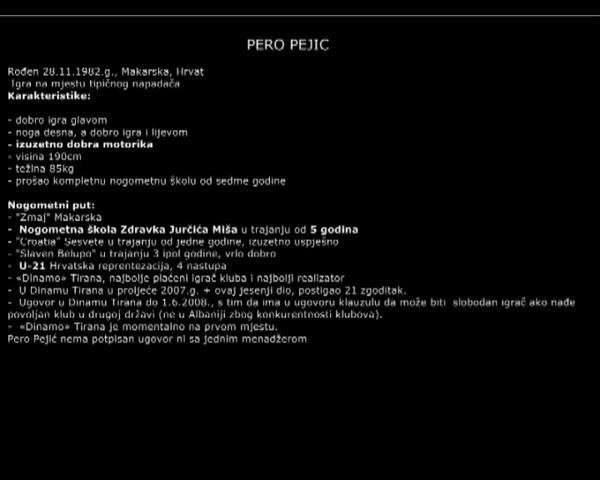 PERO PEJIC
Rođen 28.11.1982.g., Makarska, Hrvat
Igra na mjestu tipičnog napadača
Karakteristike:
- dobro igra glavom
- noga desna, a dobro igra i lijevom
- izuzetno dobra motorika
- visina 190cm
- težina 85kg
- prošao kompletnu nogometnu školu od sedme godine
Nogometni put:
- "Zmaj" Makarska
- Nogometna škola Zdravka Jurčića Miša u trajanju od 5 godina
- "Croatia" Sesvete u trajanju od jedne godine, izuzetno uspješno
- "Slaven Belupo" u trajanju 3 ipol godine, vrlo dobro
- U-21 Hrvatska reprentezacija, 4 nastupa
- «Dinamo» Tirana, najbolje plaćeni igrač kluba i najbolji realizator
- U Dinamu Tirana u proljeće 2007.g. + ovaj jesenji dio, postigao 21 zgoditak.
- Ugovor u Dinamu Tirana do 1.6.2008., s tim da ima u ugovoru klauzulu da može biti slobodan igrač ako nađe
povoljan klub u drugoj državi (ne u Albaniji zbog konkurentnosti klubova).
- «Dinamo» Tirana je momentalno na prvom mjestu.
Pero Pejić nema potpisan ugovor ni sa jednim menadžerom